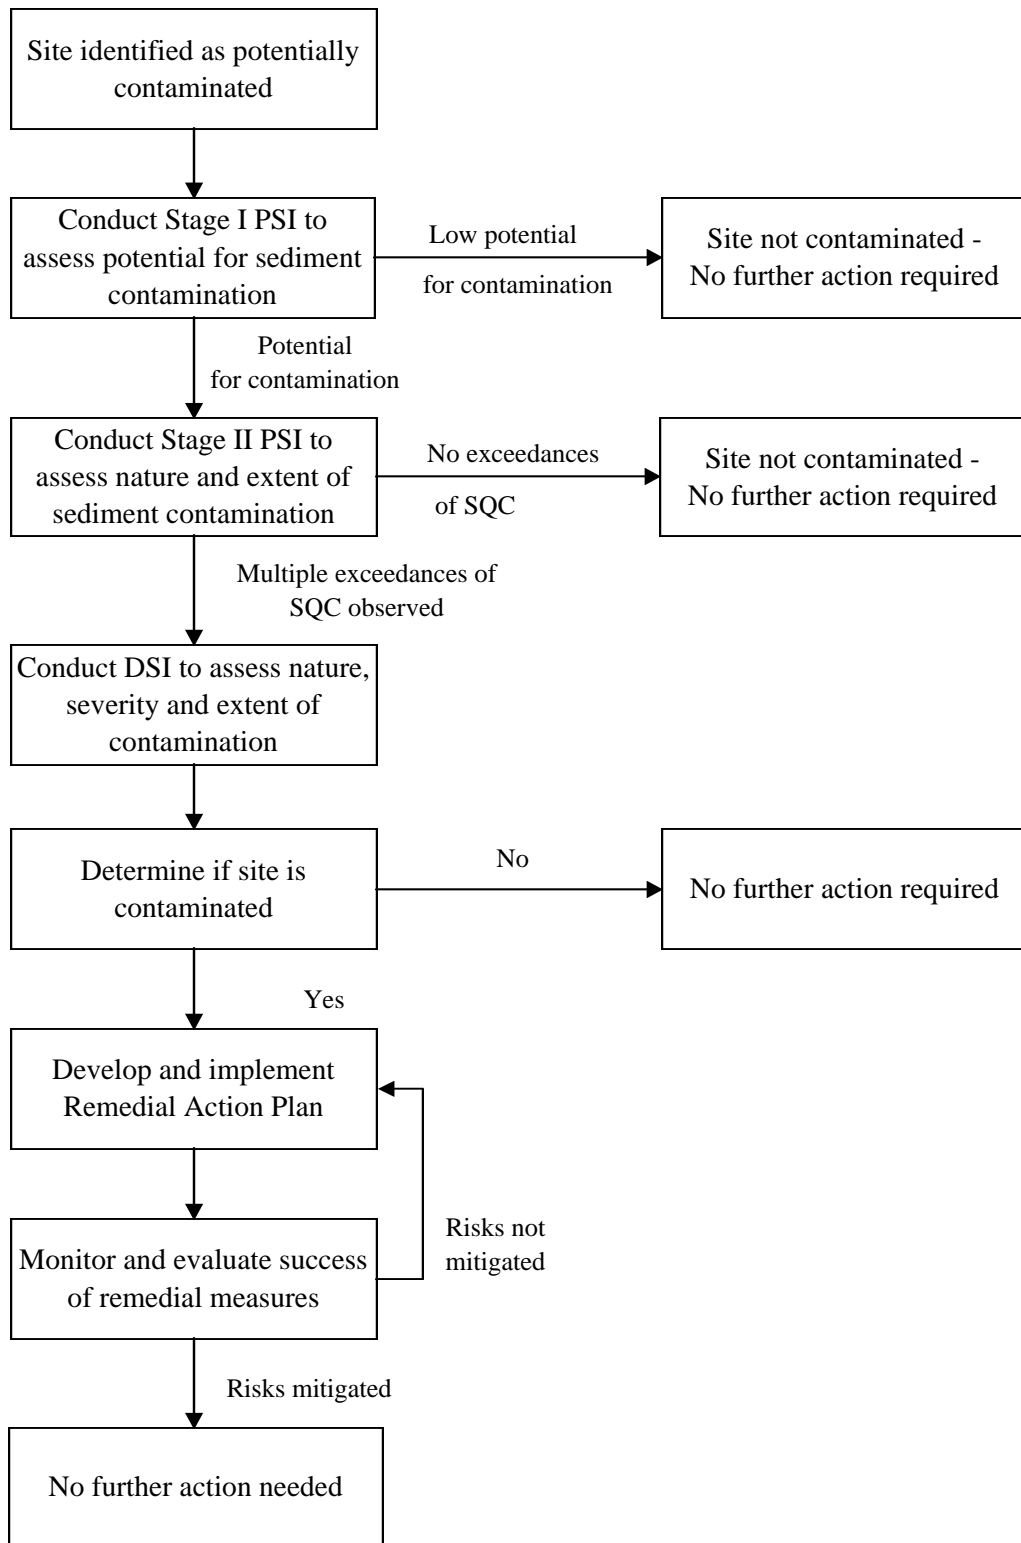 Site identified as potentially
contaminated
Conduct Stage I PSI to
assess potential for sediment
contamination
Low potential
for contamination
Site not contaminated -
No further action required
Potential
for contamination
Conduct Stage II PSI to
assess nature and extent of
sediment contamination
No exceedances
of SQC
Site not contaminated -
No further action required
Multiple exceedances of
SQC observed
Conduct DSI to assess nature,
severity and extent of
contamination
Determine if site is
contaminated
No
No further action required
Yes
Develop and implement
Remedial Action Plan
Risks not
mitigated
Monitor and evaluate success
of remedial measures
Risks mitigated
No further action needed